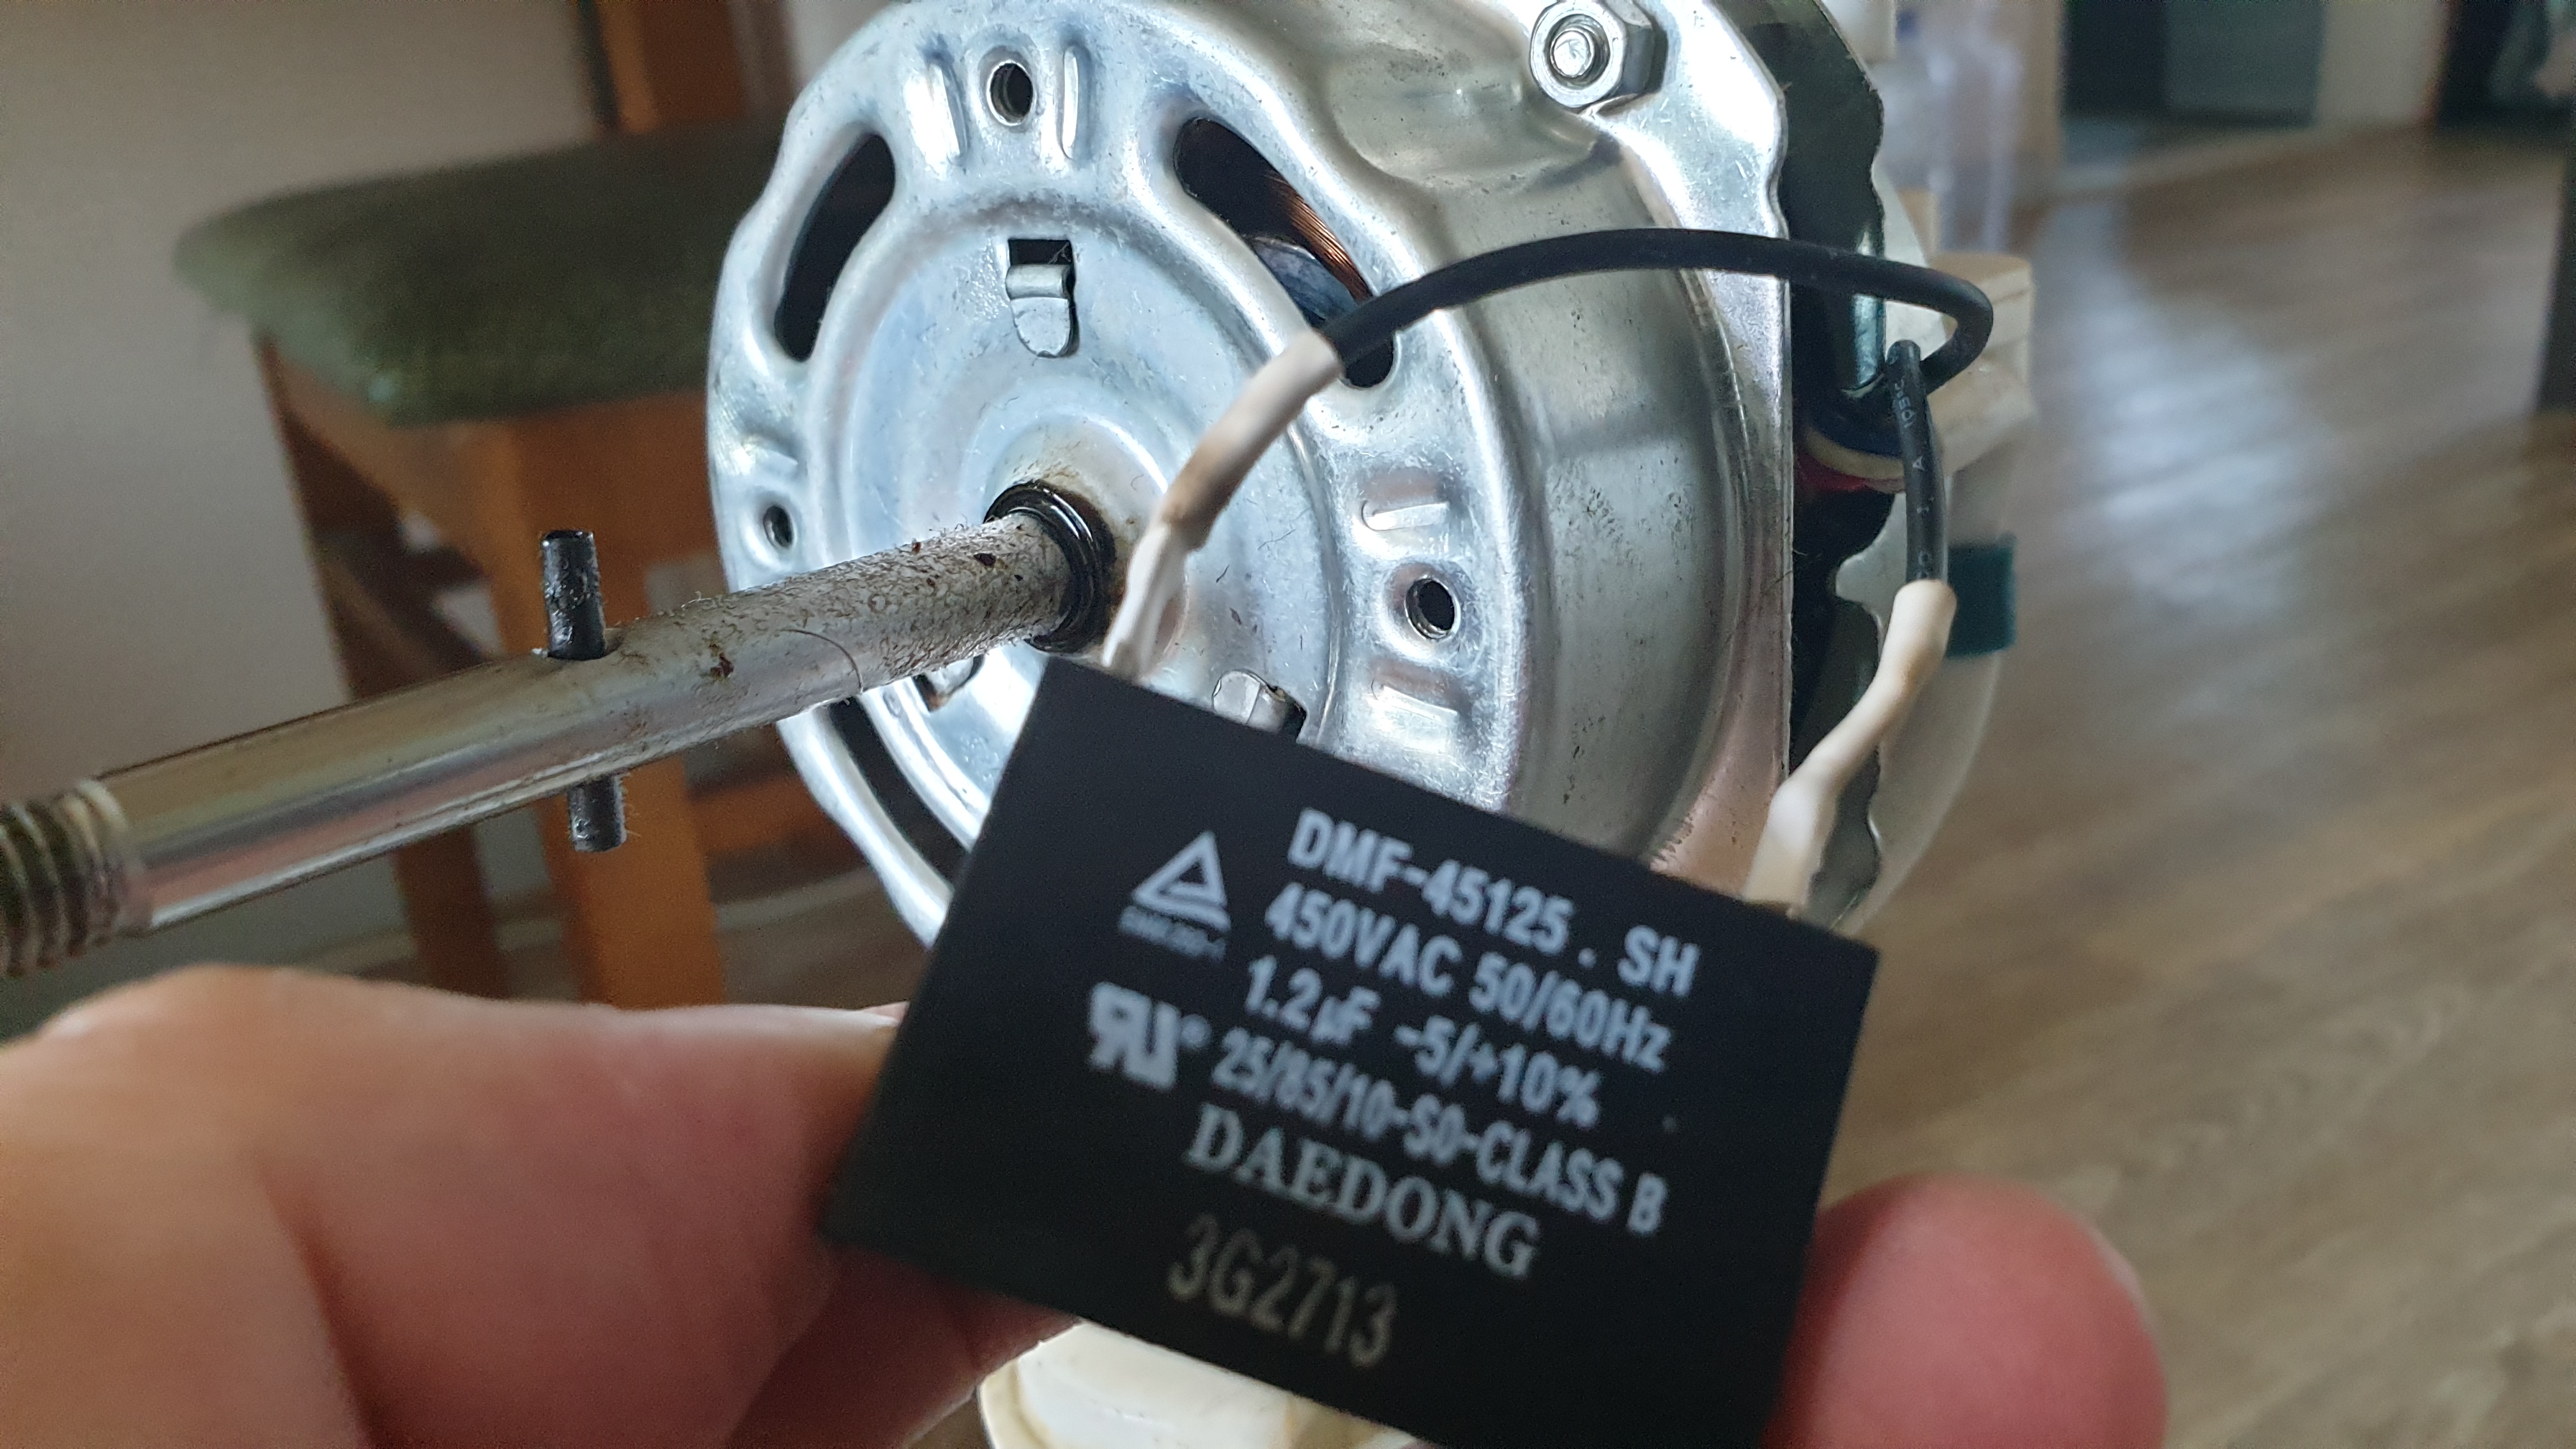 DMF-45125 . SH
450VAC 50/60Hz
1.2µF -5/+10%
25/85/10-S0-CLASS B
DAEDONG
3G2713